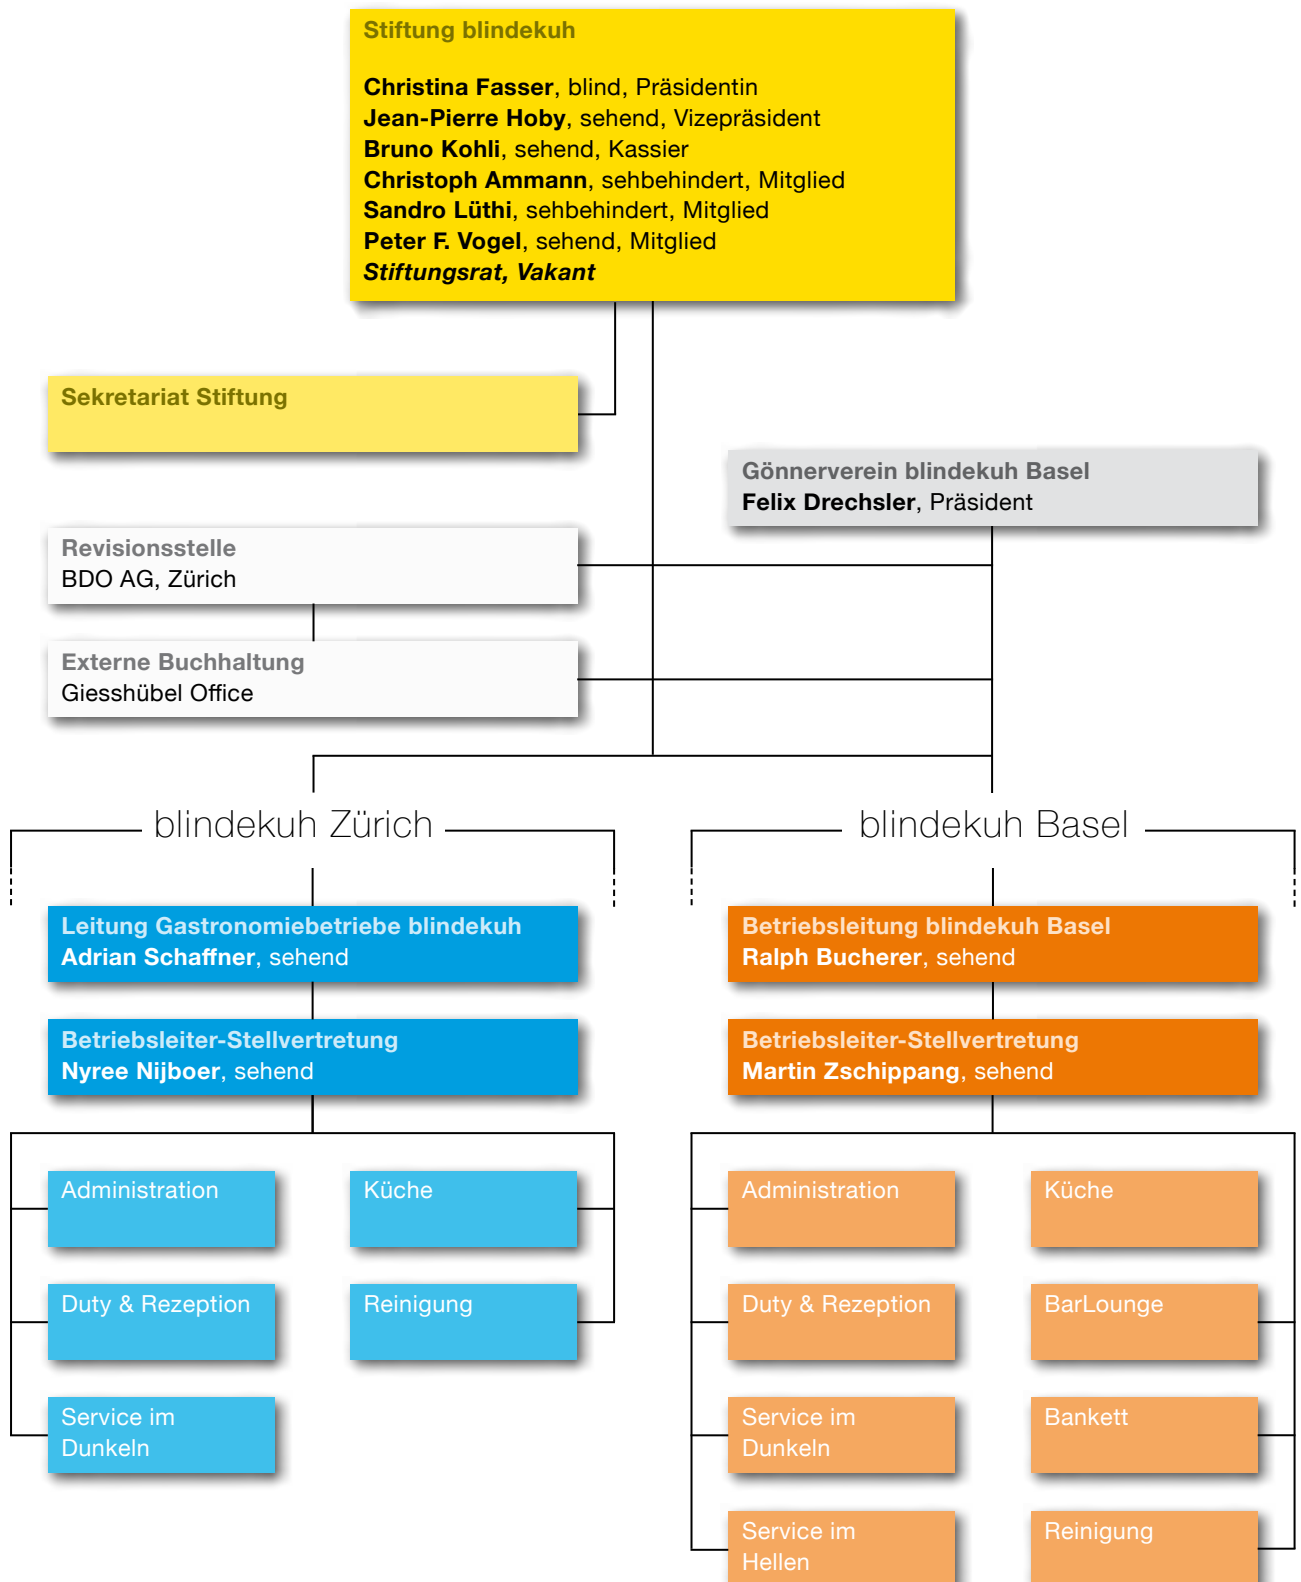 Stiftung blindekuh
Christina Fasser, blind, Präsidentin
Jean-Pierre Hoby, sehend, Vizepräsident
Bruno Kohli, sehend, Kassier
Christoph Ammann, sehbehindert, Mitglied
Sandro Lüthi, sehbehindert, Mitglied
Peter F. Vogel, sehend, Mitglied
Stiftungsrat, Vakant
Sekretariat Stiftung
Gönnerverein blindekuh Basel
Felix Drechsler, Präsident
Revisionsstelle
BDO AG, Zürich
Externe Buchhaltung
Giesshübel Office
blindekuh Zürich
Leitung Gastronomiebetriebe blindekuh
Adrian Schaffner, sehend
Betriebsleiter-Stellvertretung
Nyree Nijboer, sehend
Administration
Küche
Duty & Rezeption
Reinigung
Service im
Dunkeln
blindekuh Basel
Betriebsleitung blindekuh Basel
Ralph Bucherer, sehend
Betriebsleiter-Stellvertretung
Martin Zschippang, sehend
Administration
Küche
Duty & Rezeption
BarLounge
Service im
Dunkeln
Bankett
Service im
Hellen
Reinigung